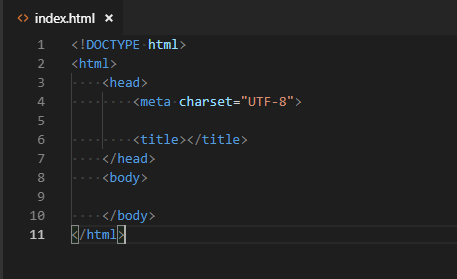 <> index.html ×
1 <!DOCTYPE html>
2 <html>
3     <head>
4         <meta charset="UTF-8">
5
6         <title></title>
7     </head>
8     <body>
9
10     </body>
11 </html>